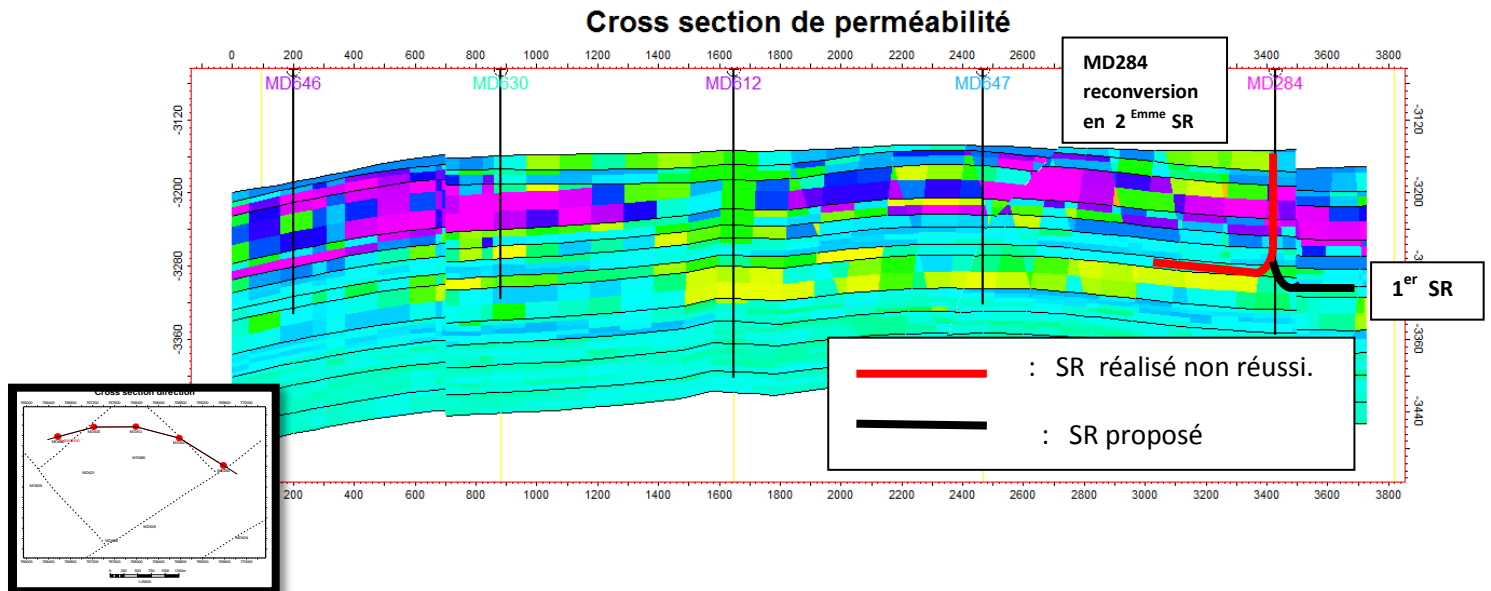 Cross section de perméabilité
0 200 400 600 800 1000 1200 1400 1600 1800 2000 2200 2400 2600 3400 3600 3800
MD284
reconversion
en 2 Emme SR
MD646 MD630 MD612 MD647 MD284
-3120 -3120
-3200 -3200
-3280
-3360 -3360
-3440
1er SR
: SR réalisé non réussi.
: SR proposé
200 400 600 800 1000 1200 1400 1600 1800 2000 2200 2400 2600 2800 3000 3200 3400 3600 3800
Cross section direction